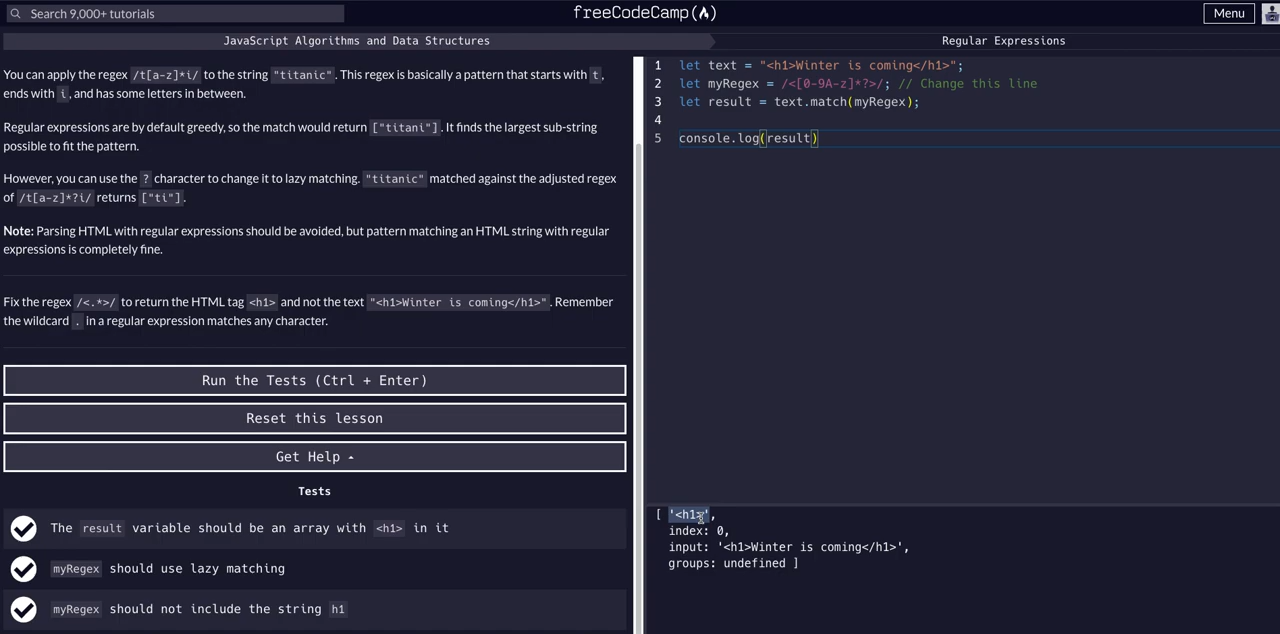 Search 9,000+ tutorials
freeCodeCamp
Menu
JavaScript Algorithms and Data Structures
Regular Expressions
You can apply the regex /t[a-z]*i/ to the string "titanic". This regex is basically a pattern that starts with t,
ends with i, and has some letters in between.
Regular expressions are by default greedy, so the match would return ["titani"]. It finds the largest sub-string
possible to fit the pattern.
However, you can use the ? character to change it to lazy matching. "titanic" matched against the adjusted regex
of /t[a-z]*?i/ returns ["ti"].
Note: Parsing HTML with regular expressions should be avoided, but pattern matching an HTML string with regular
expressions is completely fine.
Fix the regex /<.*>/ to return the HTML tag <h1> and not the text "<h1>Winter is coming</h1>". Remember
the wildcard . in a regular expression matches any character.
Run the Tests (Ctrl + Enter)
Reset this lesson
Get Help
Tests
The result variable should be an array with <h1> in it
myRegex should use lazy matching
myRegex should not include the string h1
1 let text = "<h1>Winter is coming</h1>";
2 let myRegex = /<[0-9A-z]*?>/; // Change this line
3 let result = text.match(myRegex);
4
5 console.log(result)
[ '<h1>',
index: 0,
input: '<h1>Winter is coming</h1>',
groups: undefined ]